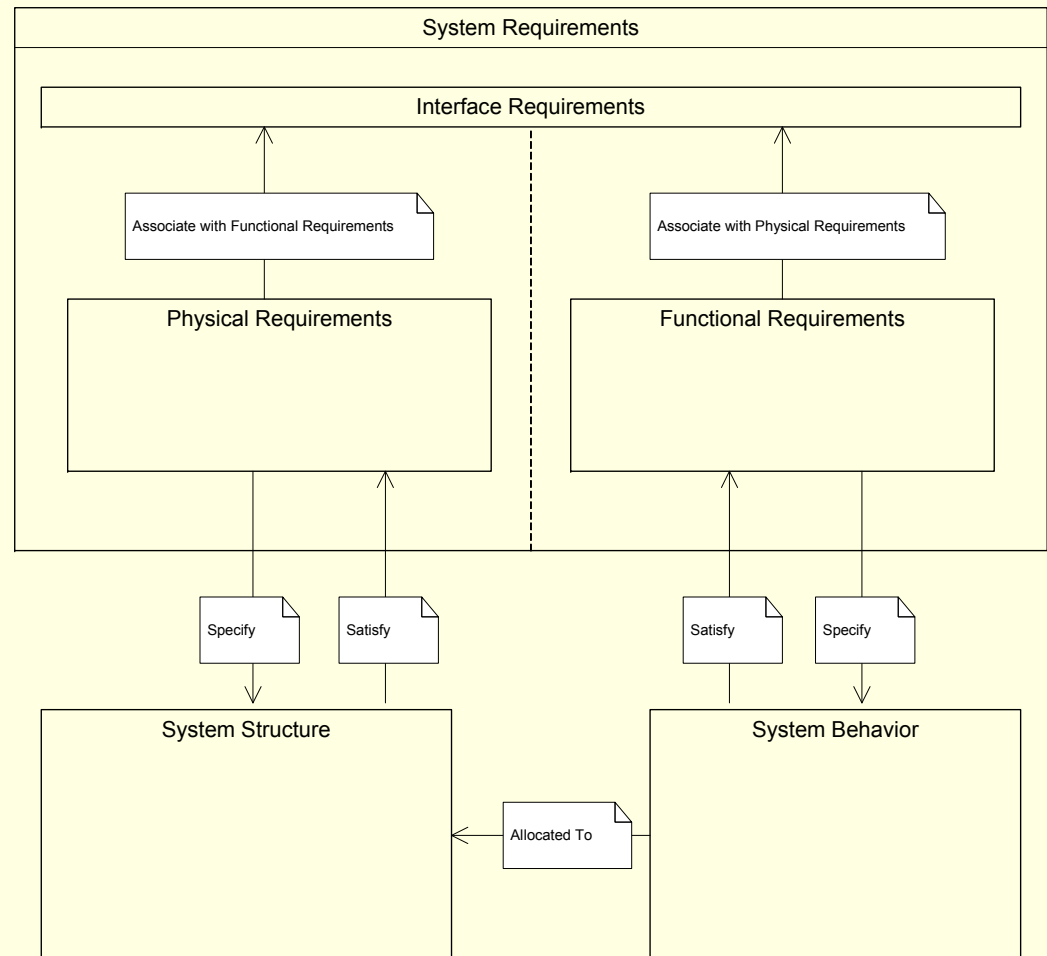 System Requirements
Interface Requirements
Associate with Functional Requirements
Associate with Physical Requirements
Physical Requirements
Functional Requirements
Specify
Satisfy
Satisfy
Specify
System Structure
System Behavior
Allocated To